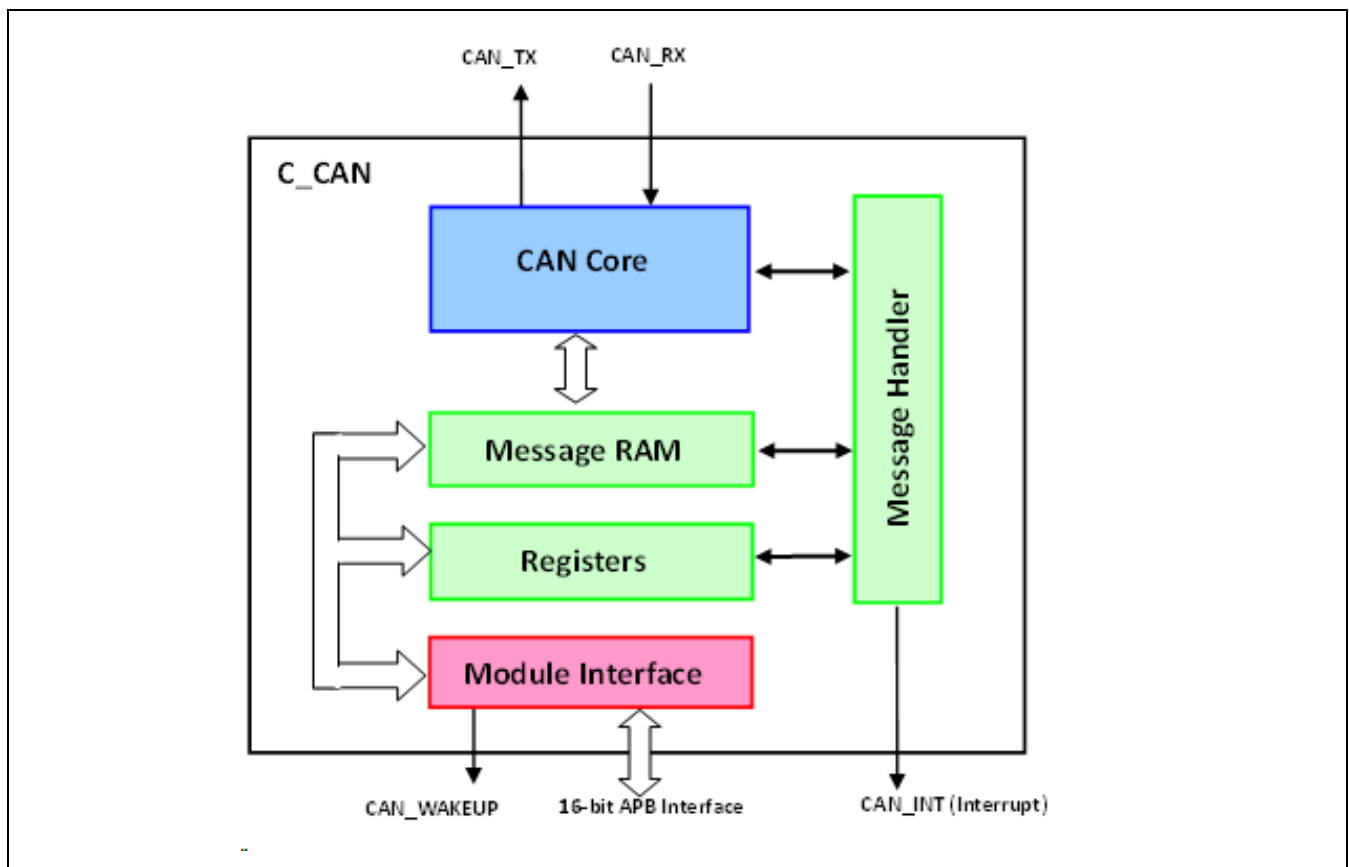 CAN_TX
CAN_RX
C_CAN
CAN Core
Message Handler
Message RAM
Registers
Module Interface
CAN_WAKEUP
16-bit APB Interface
CAN_INT (Interrupt)